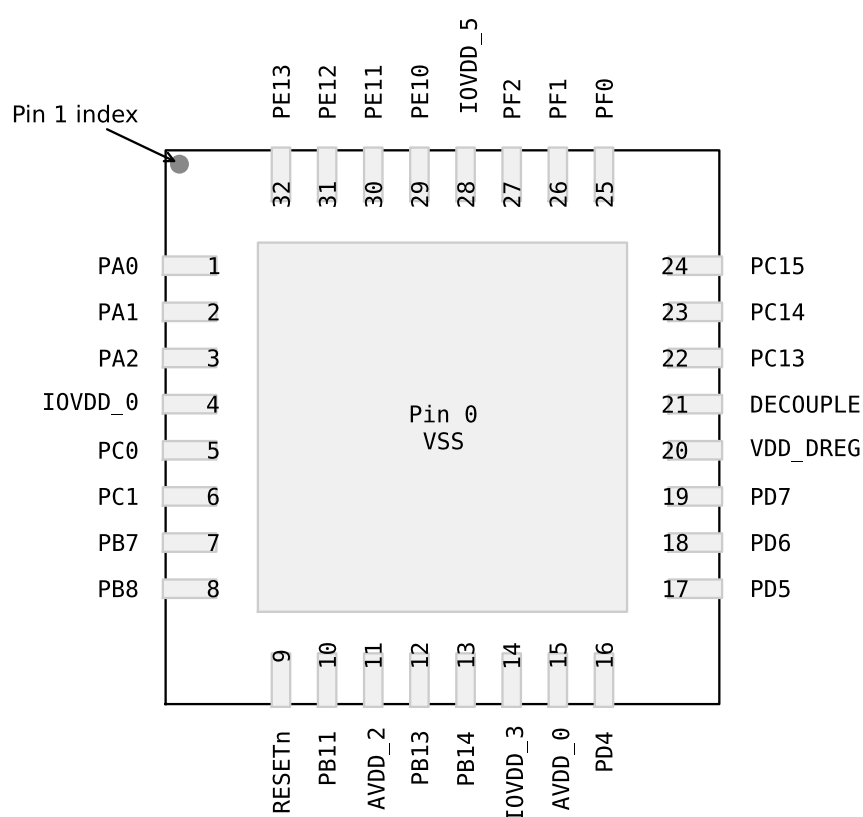 IOVDD_5
PE13 PE12 PE11 PE10 PF2 PF1 PF0
Pin 1 index
32 31 30 29 28 27 26 25
PA0 1 24 PC15
PA1 2 23 PC14
PA2 3 22 PC13
IOVDD_0 4 21 DECOUPLE
Pin 0
VSS
PC0 5 20 VDD_DREG
PC1 6 19 PD7
PB7 7 18 PD6
PB8 8 17 PD5
9 10 11 12 13 14 15 16
RESETn PB11 AVDD_2 PB13 PB14 IOVDD_3 AVDD_0 PD4